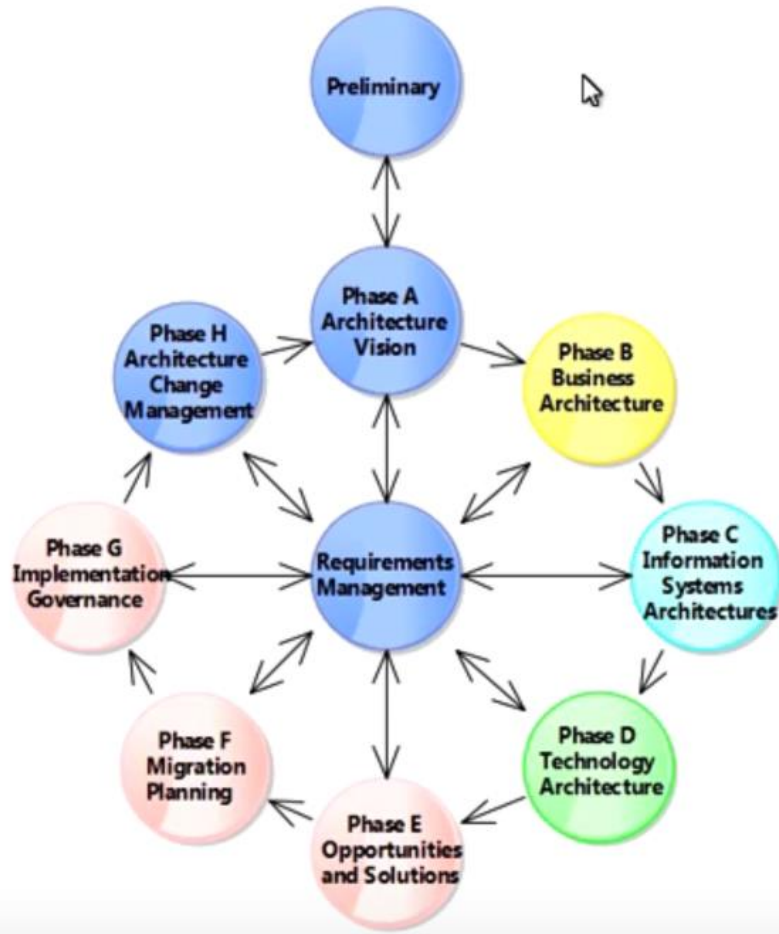 Preliminary
Phase A
Architecture
Vision
Phase B
Business
Architecture
Phase C
Information
Systems
Architectures
Phase D
Technology
Architecture
Phase E
Opportunities
and Solutions
Phase F
Migration
Planning
Phase G
Implementation
Governance
Phase H
Architecture
Change
Management
Requirements
Management